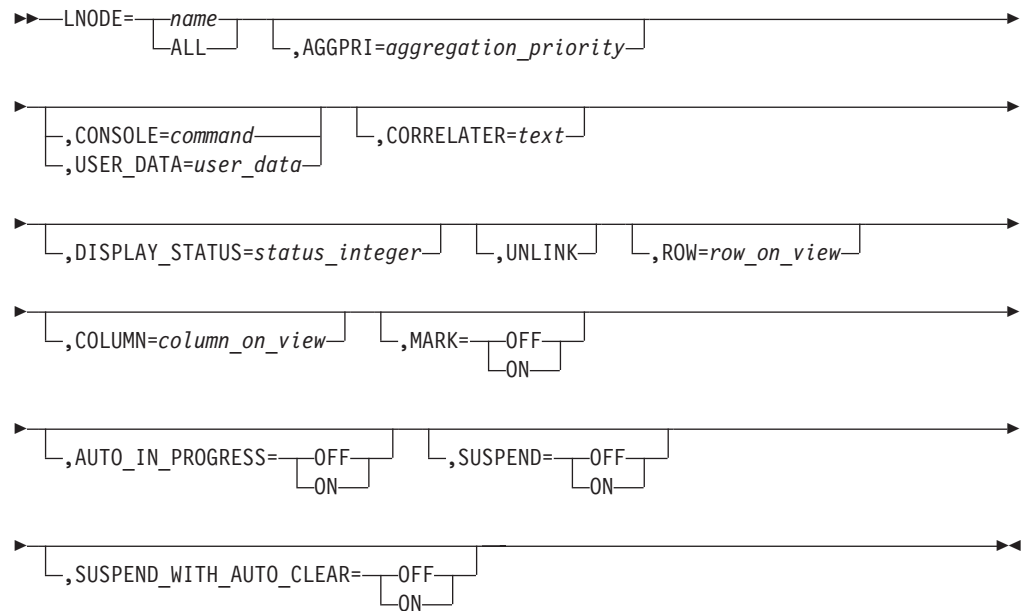 LNODE= name ,AGGPRI=aggregation_priority
ALL
,CONSOLE=command ,CORRELATER=text
,USER_DATA=user_data
,DISPLAY_STATUS=status_integer ,UNLINK ,ROW=row_on_view
,COLUMN=column_on_view ,MARK= OFF
ON
,AUTO_IN_PROGRESS= OFF ,SUSPEND= OFF
ON ON
,SUSPEND_WITH_AUTO_CLEAR= OFF
ON